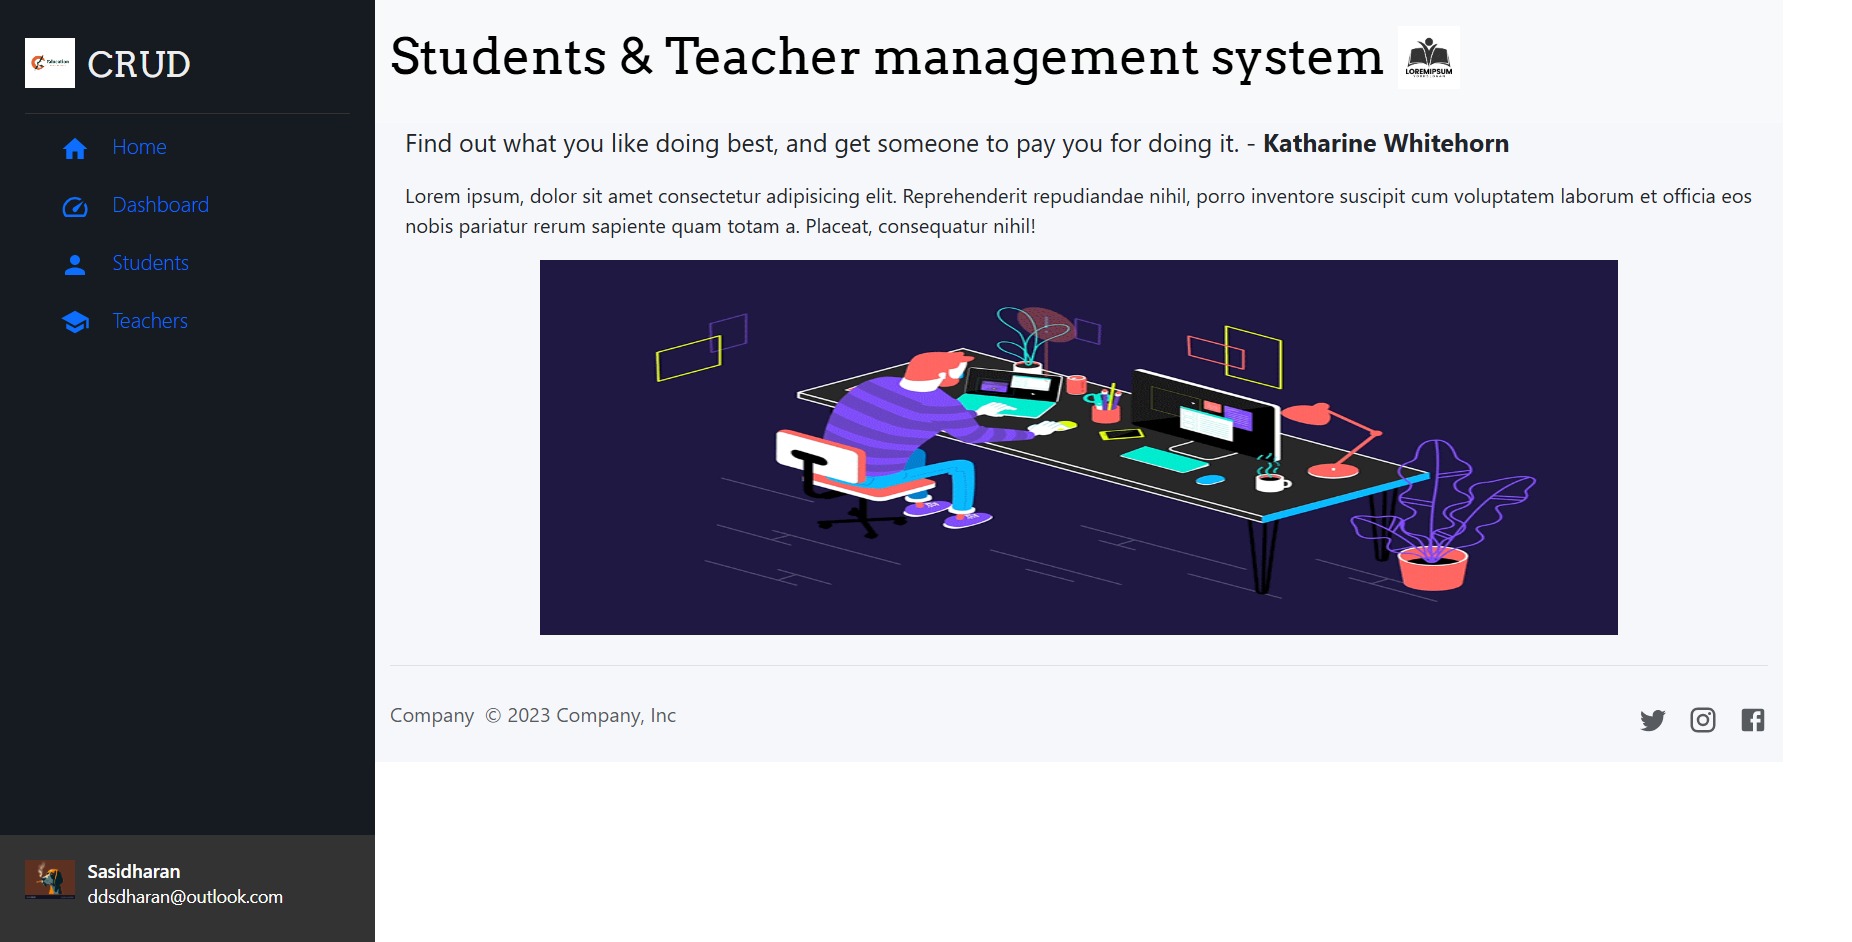 Education
CRUD
Home
Dashboard
Students
Teachers
Sasidharan
ddsdharan@outlook.com
Students & Teacher management system
LOREMIPSUM
Find out what you like doing best, and get someone to pay you for doing it. - Katharine Whitehorn
Lorem ipsum, dolor sit amet consectetur adipisicing elit. Reprehenderit repudiandae nihil, porro inventore suscipit cum voluptatem laborum et officia eos
nobis pariatur rerum sapiente quam totam a. Placeat, consequatur nihil!
Company © 2023 Company, Inc